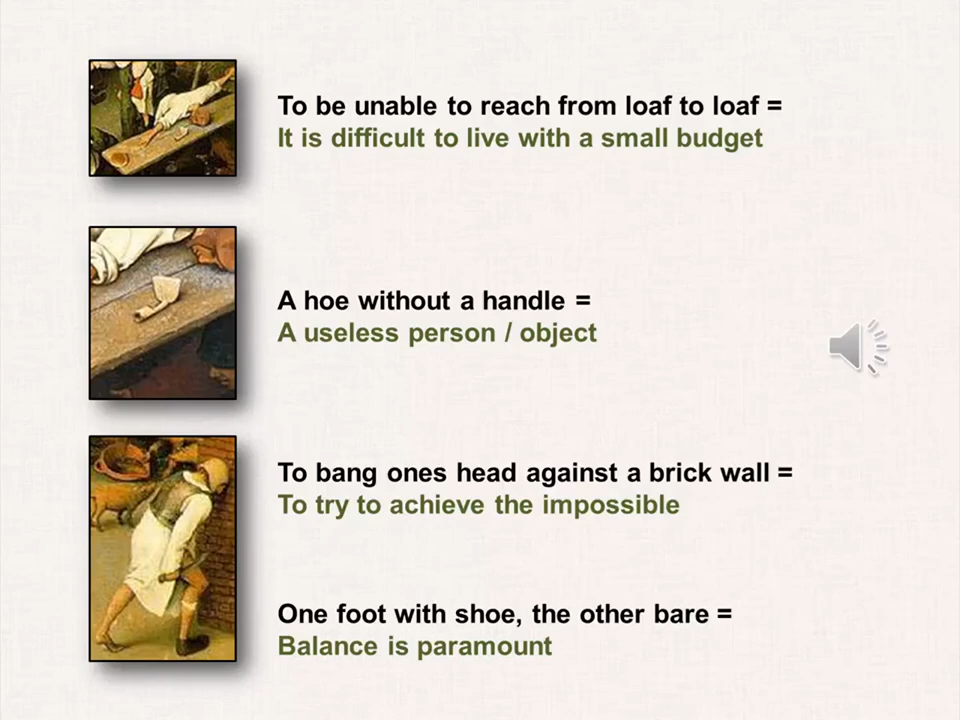 To be unable to reach from loaf to loaf =
It is difficult to live with a small budget
A hoe without a handle =
A useless person / object
To bang ones head against a brick wall =
To try to achieve the impossible
One foot with shoe, the other bare =
Balance is paramount